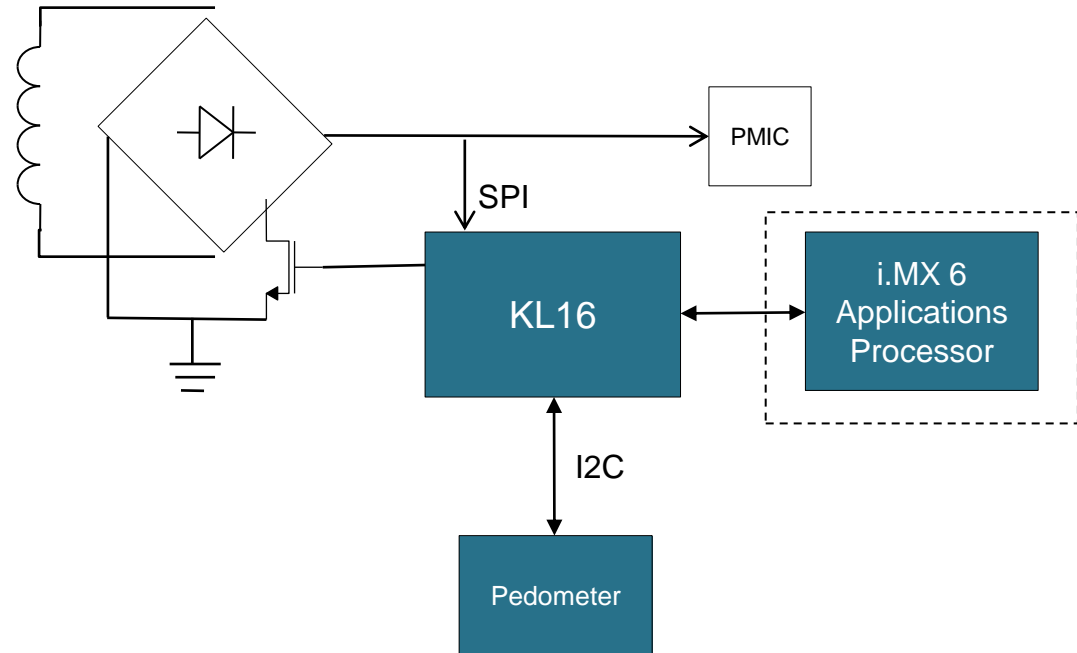 PMIC
SPI
KL16
i.MX 6
Applications
Processor
I2C
Pedometer